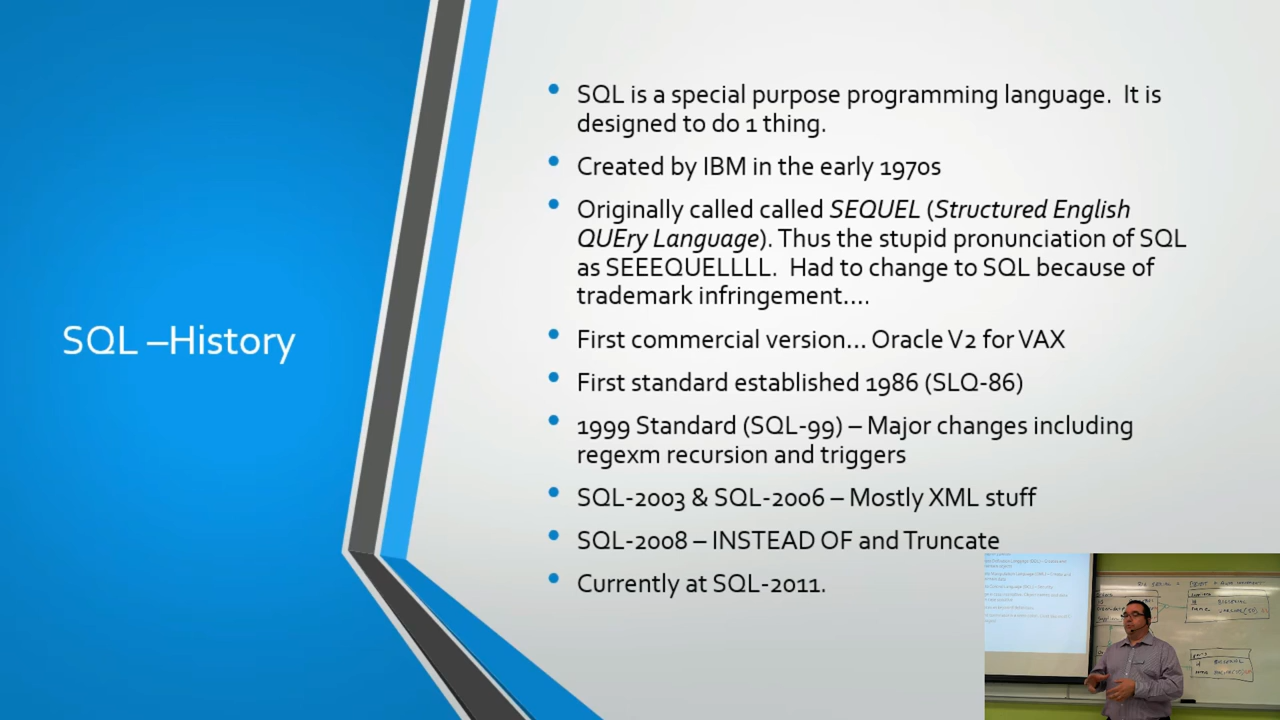 SQL –History
• SQL is a special purpose programming language.  It is
designed to do 1 thing.
• Created by IBM in the early 1970s
• Originally called called SEQUEL (Structured English
QUEry Language). Thus the stupid pronunciation of SQL
as SEEEQUELLLL.  Had to change to SQL because of
trademark infringement….
• First commercial version… Oracle V2 for VAX
• First standard established 1986 (SLQ-86)
• 1999 Standard (SQL-99) – Major changes including
regexm recursion and triggers
• SQL-2003 & SQL-2006 – Mostly XML stuff
• SQL-2008 – INSTEAD OF and Truncate
• Currently at SQL-2011.